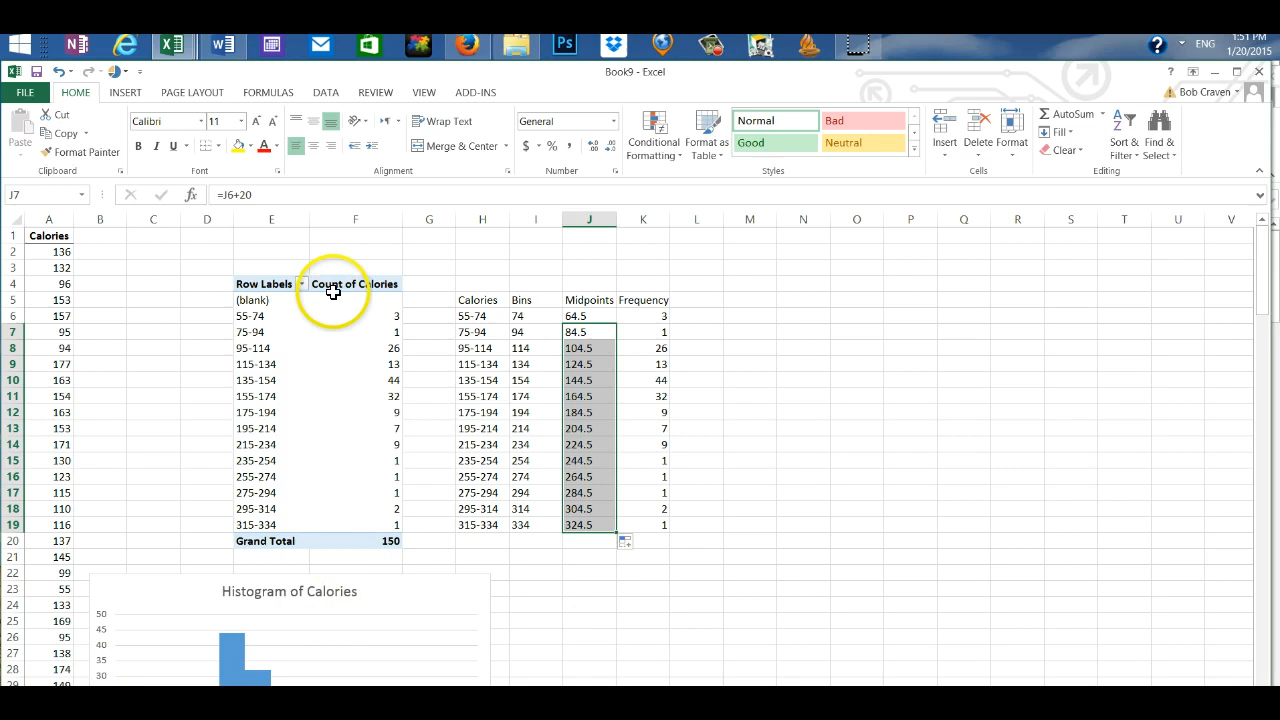 1:51 PM
ENG
1/20/2015
Book9 - Excel
FILE HOME INSERT PAGE LAYOUT FORMULAS DATA REVIEW VIEW ADD-INS Bob Craven
Cut
Copy
Format Painter
Paste
Clipboard
Calibri 11
B I U
Font
Wrap Text
Merge & Center
Alignment
General
$ % ,
Number
Conditional Formatting
Format as Table
Normal Bad
Good Neutral
Styles
Insert Delete Format
Cells
AutoSum
Fill
Clear
Sort & Filter
Find & Select
Editing
J7 fx =J6+20
A B C D E F G H I J K L M N O P Q R S T U V
1 Calories
2 136
3 132
4 96 Row Labels Count of Calories
5 153 (blank) Calories Bins Midpoints Frequency
6 157 55-74 3 55-74 74 64.5 3
7 95 75-94 1 75-94 94 84.5 1
8 94 95-114 26 95-114 114 104.5 26
9 177 115-134 13 115-134 134 124.5 13
10 163 135-154 44 135-154 154 144.5 44
11 154 155-174 32 155-174 174 164.5 32
12 163 175-194 9 175-194 194 184.5 9
13 153 195-214 7 195-214 214 204.5 7
14 171 215-234 9 215-234 234 224.5 9
15 130 235-254 1 235-254 254 244.5 1
16 123 255-274 1 255-274 274 264.5 1
17 115 275-294 1 275-294 294 284.5 1
18 110 295-314 2 295-314 314 304.5 2
19 116 315-334 1 315-334 334 324.5 1
20 137 Grand Total 150
21 145
22 99
23 55 Histogram of Calories
24 133 50
25 169 45
26 95 40
27 138 35
28 174 30